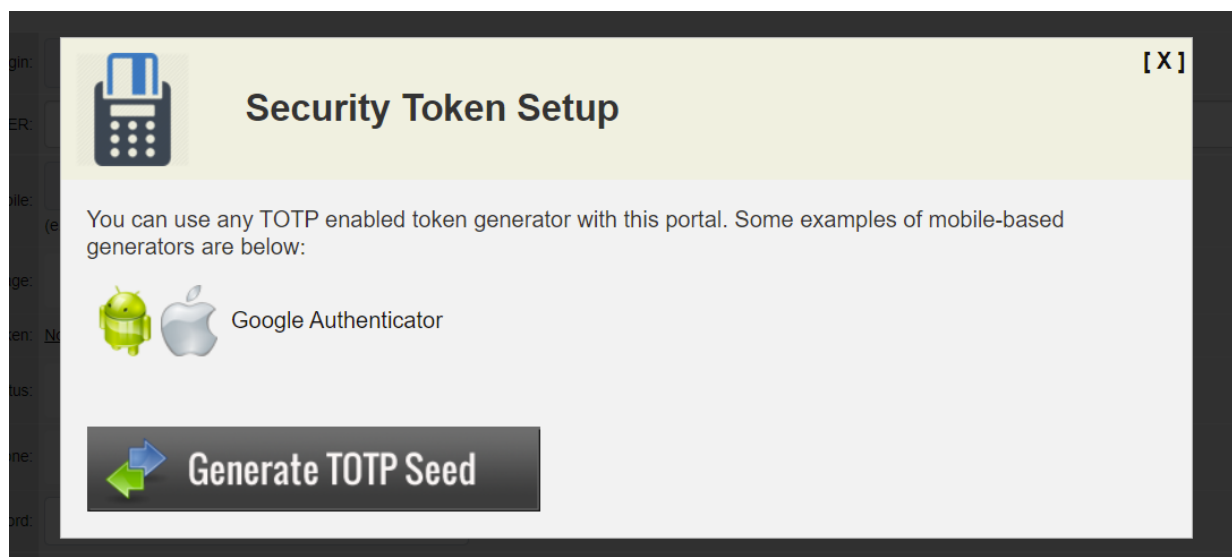 [ X ]
Security Token Setup
You can use any TOTP enabled token generator with this portal. Some examples of mobile-based
generators are below:
Google Authenticator
Generate TOTP Seed